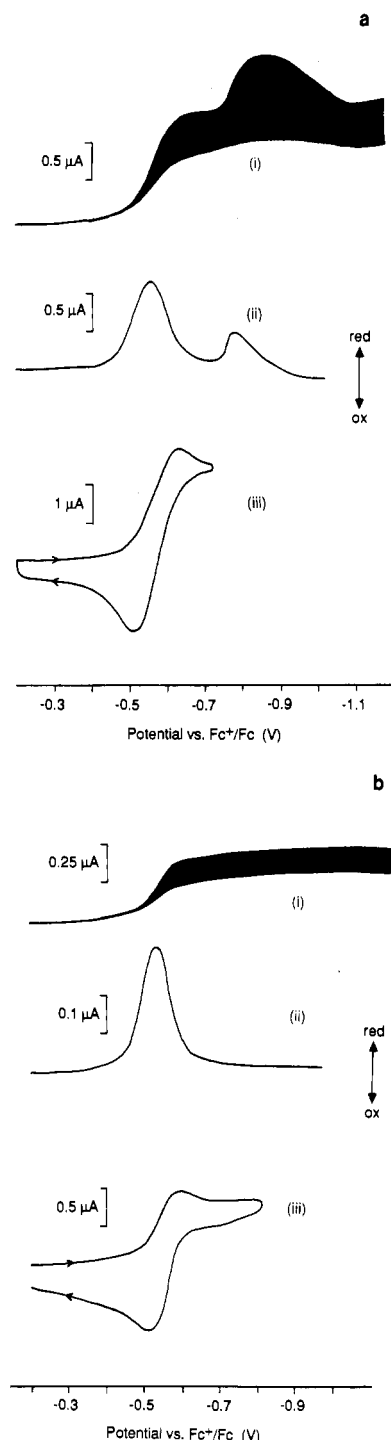 a
0.5 μA
(i)
0.5 μA
(ii)
red
ox
1 μA
(iii)
-0.3 -0.5 -0.7 -0.9 -1.1
Potential vs. Fc+/Fc (V)
b
0.25 μA
(i)
0.1 μA
(ii)
red
ox
0.5 μA
(iii)
-0.3 -0.5 -0.7 -0.9
Potential vs. Fc+/Fc (V)